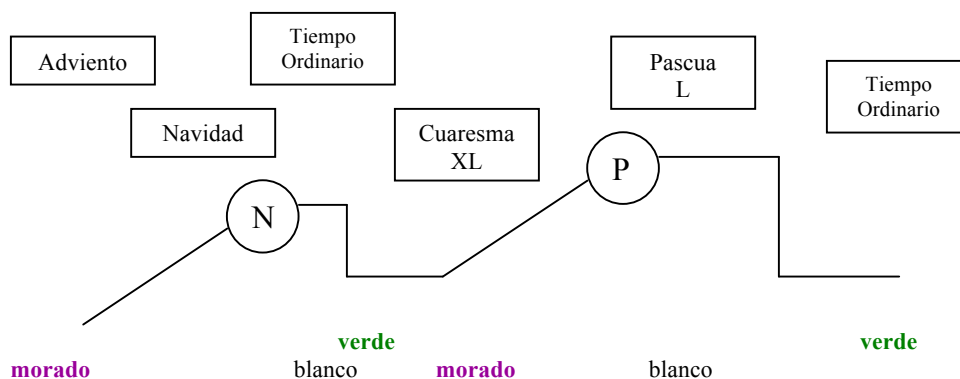 Adviento
Tiempo
Ordinario
Navidad
Cuaresma
XL
Pascua
L
Tiempo
Ordinario
N
P
verde
verde
morado
blanco
morado
blanco